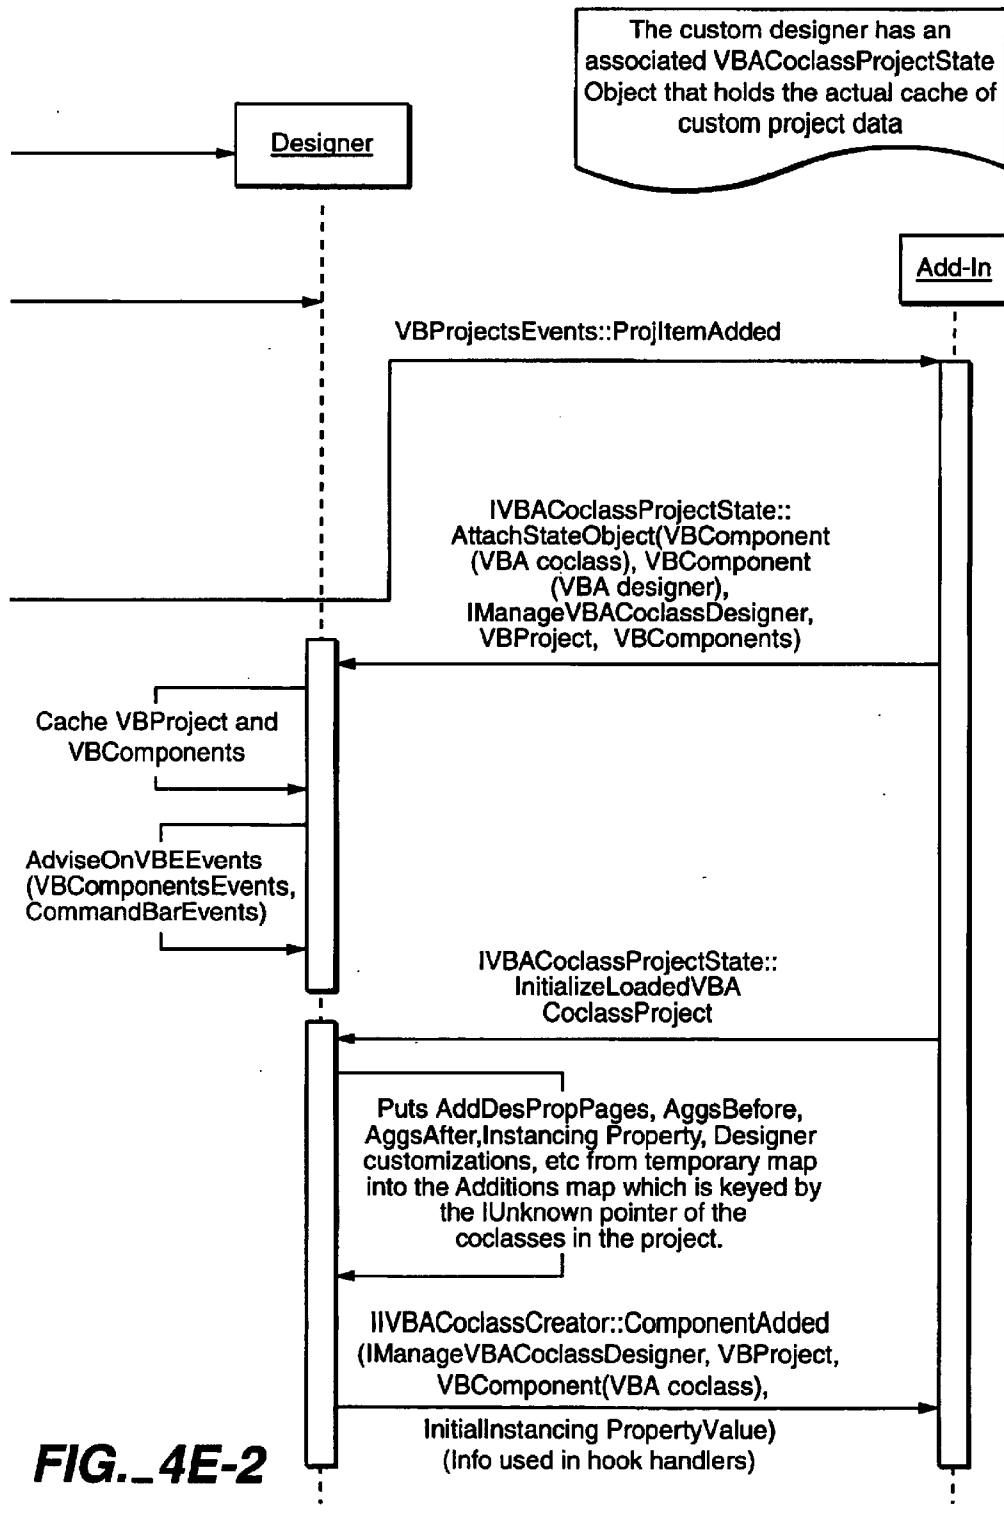 The custom designer has an
associated VBACoclassProjectState
Object that holds the actual cache of
custom project data
Designer
Add-In
VBProjectsEvents::ProjItemAdded
IVBACoclassProjectState::
AttachStateObject(VBComponent
(VBA coclass), VBComponent
(VBA designer),
IManageVBACoclassDesigner,
VBProject, VBComponents)
Cache VBProject and
VBComponents
AdviseOnVBEEvents
(VBComponentsEvents,
CommandBarEvents)
IVBACoclassProjectState::
InitializeLoadedVBA
CoclassProject
Puts AddDesPropPages, AggsBefore,
AggsAfter,Instancing Property, Designer
customizations, etc from temporary map
into the Additions map which is keyed by
the IUnknown pointer of the
coclasses in the project.
IIVBACoclassCreator::ComponentAdded
(IManageVBACoclassDesigner, VBProject,
VBComponent(VBA coclass),
InitialInstancing PropertyValue)
(Info used in hook handlers)
FIG._4E-2